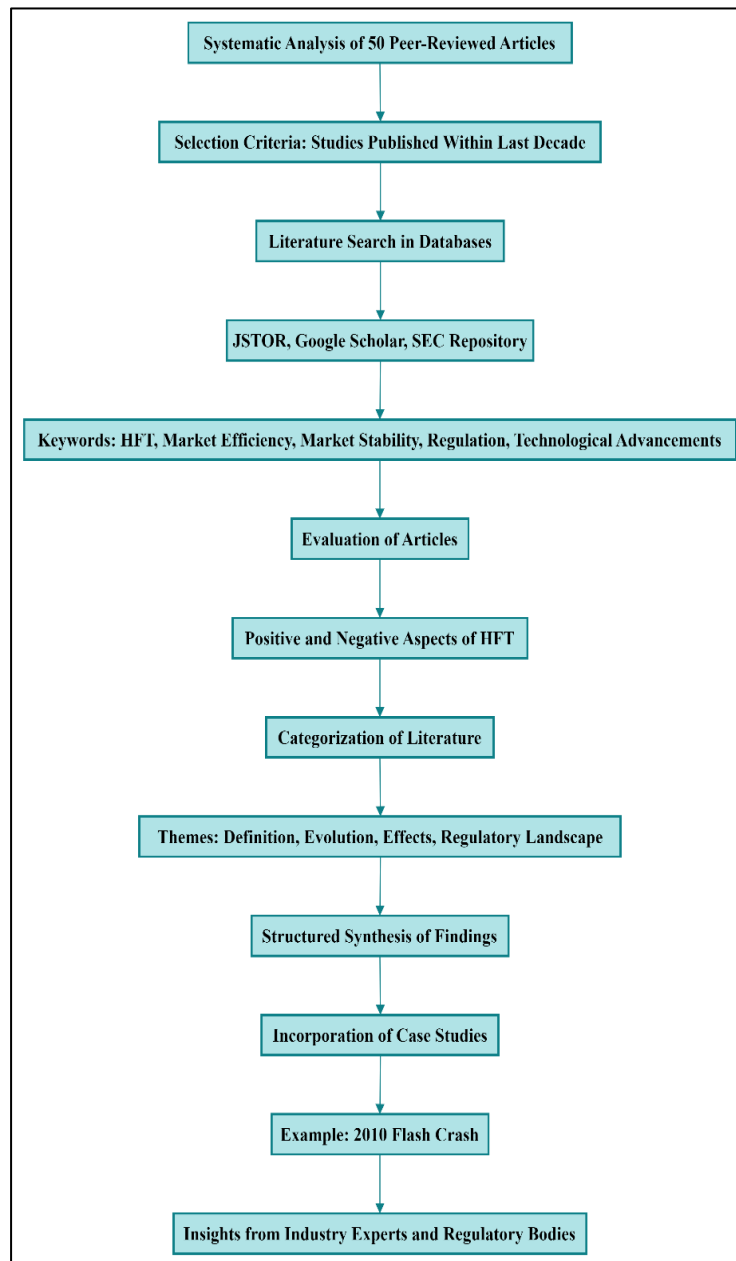 Systematic Analysis of 50 Peer-Reviewed Articles
Selection Criteria: Studies Published Within Last Decade
Literature Search in Databases
JSTOR, Google Scholar, SEC Repository
Keywords: HFT, Market Efficiency, Market Stability, Regulation, Technological Advancements
Evaluation of Articles
Positive and Negative Aspects of HFT
Categorization of Literature
Themes: Definition, Evolution, Effects, Regulatory Landscape
Structured Synthesis of Findings
Incorporation of Case Studies
Example: 2010 Flash Crash
Insights from Industry Experts and Regulatory Bodies